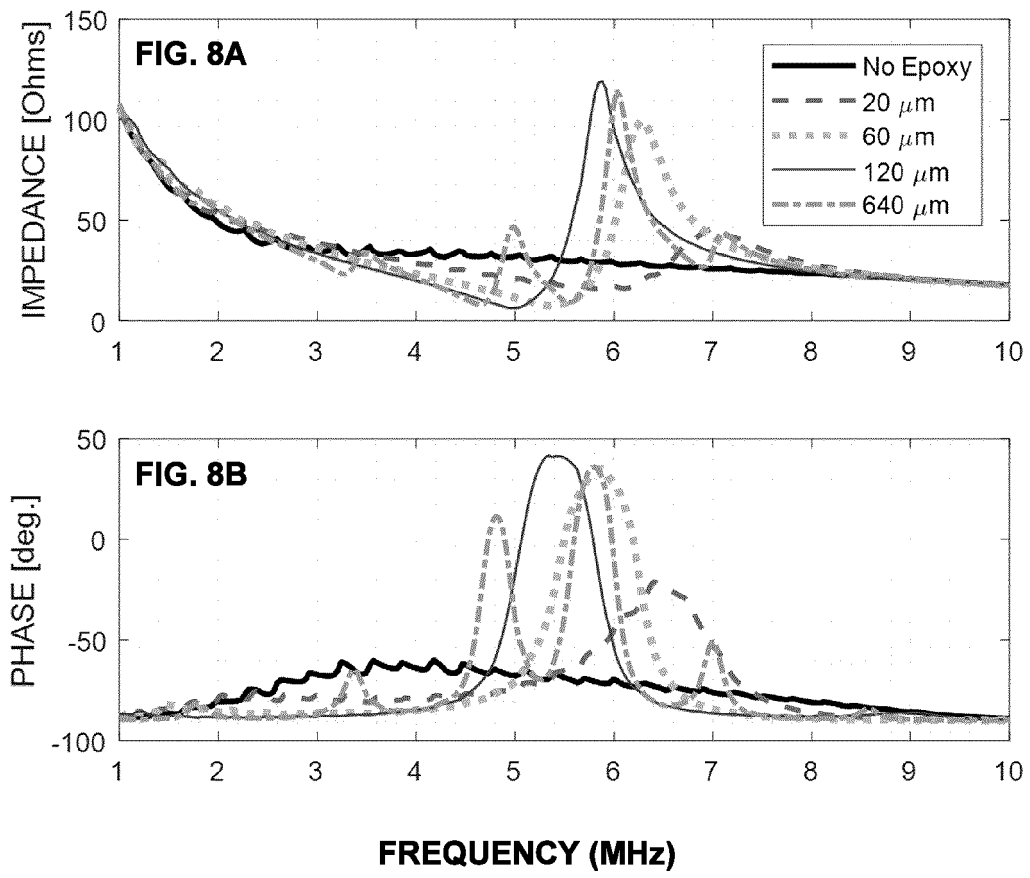 FIG. 8A
IMPEDANCE [Ohms]
150
100
50
0
No Epoxy
20 μm
60 μm
120 μm
640 μm
1 2 3 4 5 6 7 8 9 10
FIG. 8B
PHASE [deg.]
50
0
-50
-100
1 2 3 4 5 6 7 8 9 10
FREQUENCY (MHz)